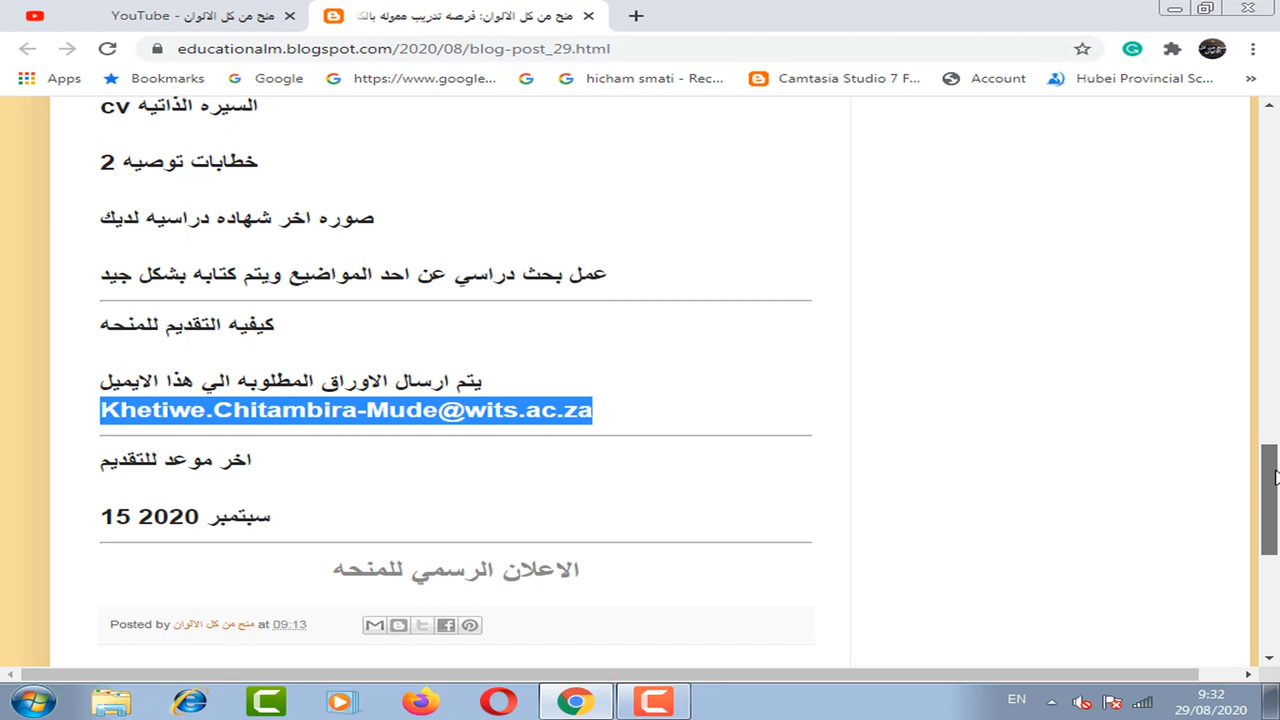 منح من كل الالوان - YouTube
منح من كل الالوان: فرصه تدريب مموله بالكا
educationalm.blogspot.com/2020/08/blog-post_29.html
Apps Bookmarks Google https://www.google... hicham smati - Rec... Camtasia Studio 7 F... Account Hubei Provincial Sc... »
السيره الذاتيه cv
2 خطابات توصيه
صوره اخر شهاده دراسيه لديك
عمل بحث دراسي عن احد المواضيع ويتم كتابه بشكل جيد
كيفيه التقديم للمنحه
يتم ارسال الاوراق المطلوبه الي هذا الايميل
Khetiwe.Chitambira-Mude@wits.ac.za
اخر موعد للتقديم
15 سبتمبر 2020
الاعلان الرسمي للمنحه
Posted by منح من كل الالوان at 09:13
EN
9:32
29/08/2020